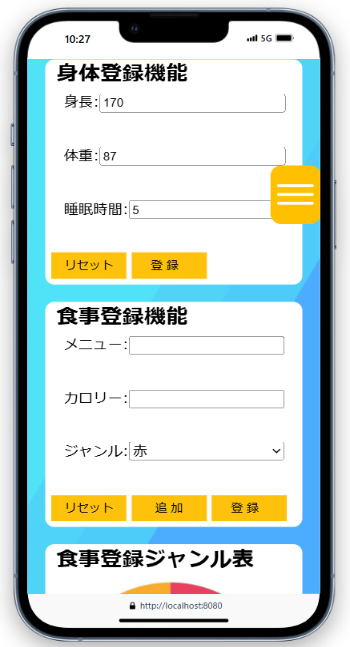 10:27
5G
身体登録機能
身長:170
体重:87
睡眠時間:5
リセット 登録
食事登録機能
メニュー:
カロリー:
ジャンル:赤
リセット 追加 登録
食事登録ジャンル表
http://localhost:8080